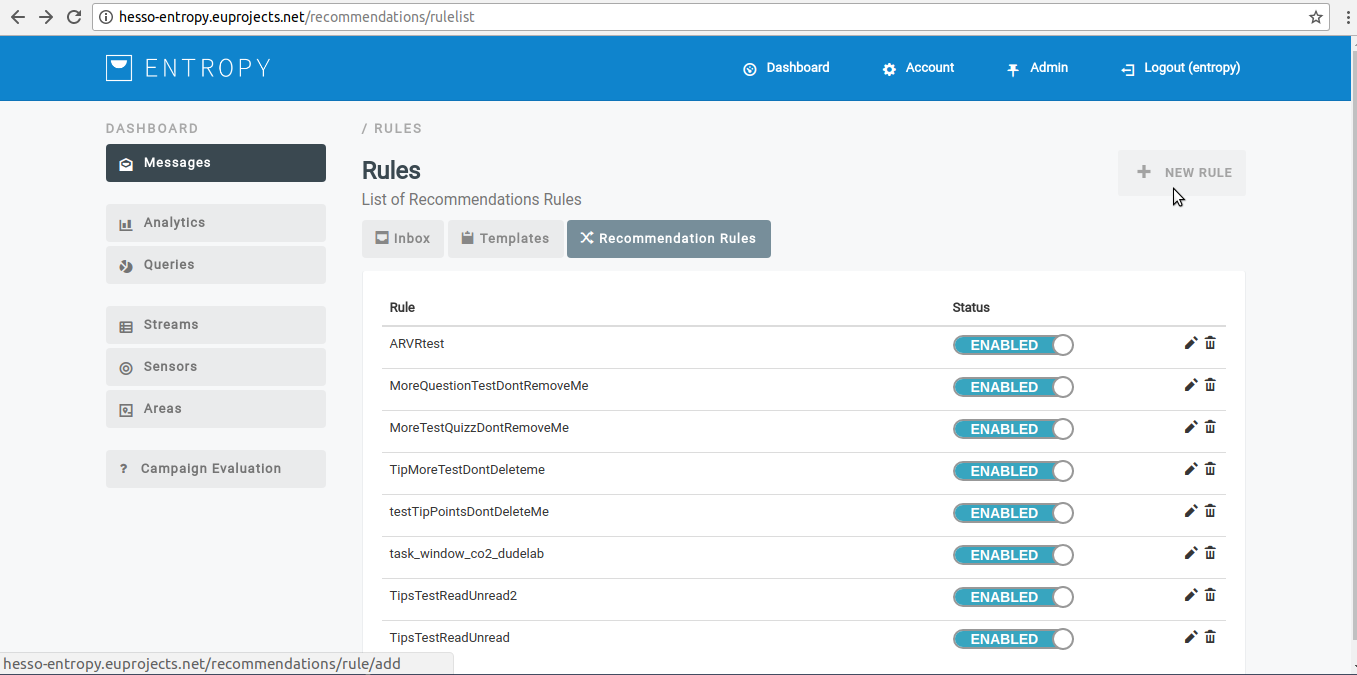 hesso-entropy.euprojects.net/recommendations/rulelist
ENTROPY
Dashboard Account Admin Logout (entropy)
DASHBOARD
Messages
Analytics
Queries
Streams
Sensors
Areas
? Campaign Evaluation
/ RULES
Rules
List of Recommendations Rules
+ NEW RULE
Inbox Templates Recommendation Rules
Rule Status
ARVRtest ENABLED
MoreQuestionTestDontRemoveMe ENABLED
MoreTestQuizzDontRemoveMe ENABLED
TipMoreTestDontDeleteme ENABLED
testTipPointsDontDeleteMe ENABLED
task_window_co2_dudelab ENABLED
TipsTestReadUnread2 ENABLED
TipsTestReadUnread ENABLED
hesso-entropy.euprojects.net/recommendations/rule/add